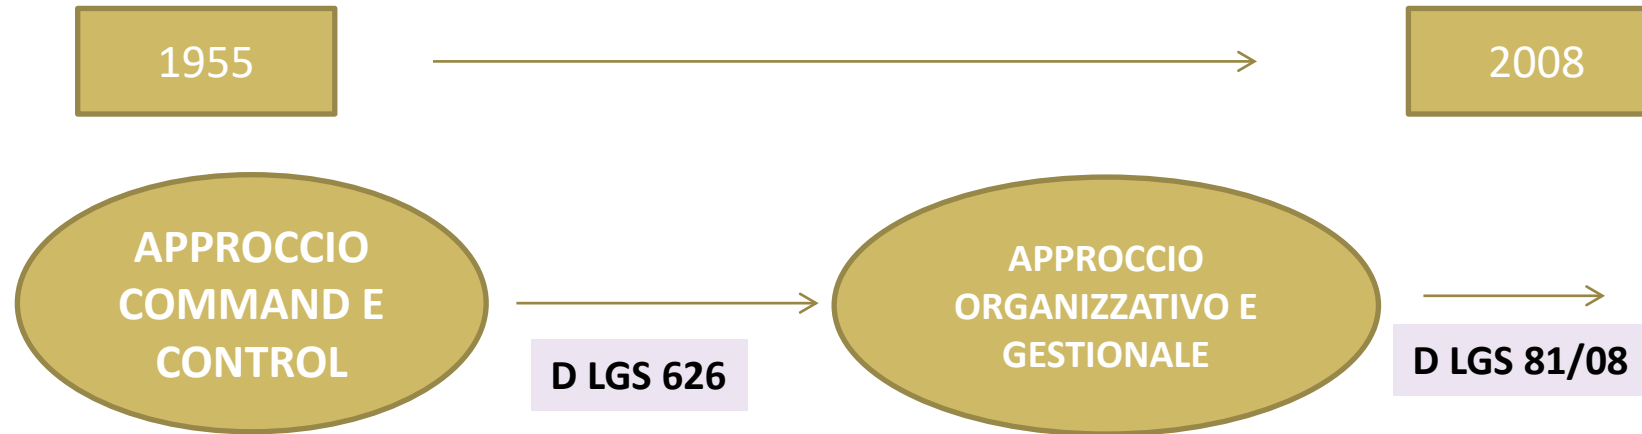 1955
2008
APPROCCIO
COMMAND E
CONTROL
D LGS 626
APPROCCIO
ORGANIZZATIVO E
GESTIONALE
D LGS 81/08